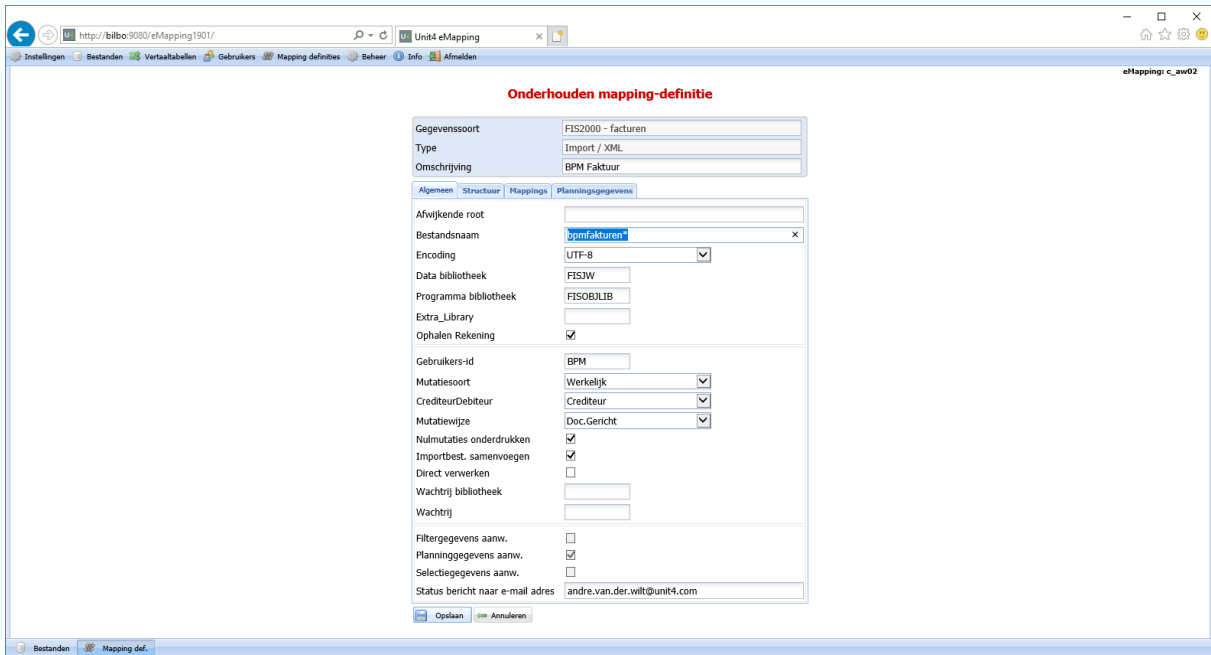 http://bilbo:9080/eMapping1901/
Unit4 eMapping
Instellingen Bestanden Vertaaltabellen Gebruikers Mapping definities Beheer Info Afmelden
eMapping: c_aw02
Onderhouden mapping-definitie
Gegevenssoort FIS2000 - facturen
Type Import / XML
Omschrijving BPM Faktuur
Algemeen Structuur Mappings Planningsgegevens
Afwijkende root
Bestandsnaam bpmfakturen*
Encoding UTF-8
Data bibliotheek FISJW
Programma bibliotheek FISOBJLIB
Extra_Library
Ophalen Rekening
Gebruikers-id BPM
Mutatiesoort Werkelijk
CrediteurDebiteur Crediteur
Mutatiewijze Doc.Gericht
Nulmutaties onderdrukken
Importbest. samenvoegen
Direct verwerken
Wachtrij bibliotheek
Wachtrij
Filtergegevens aanw.
Planninggegevens aanw.
Selectiegegevens aanw.
Status bericht naar e-mail adres andre.van.der.wilt@unit4.com
Opslaan Annuleren
Bestanden Mapping def.